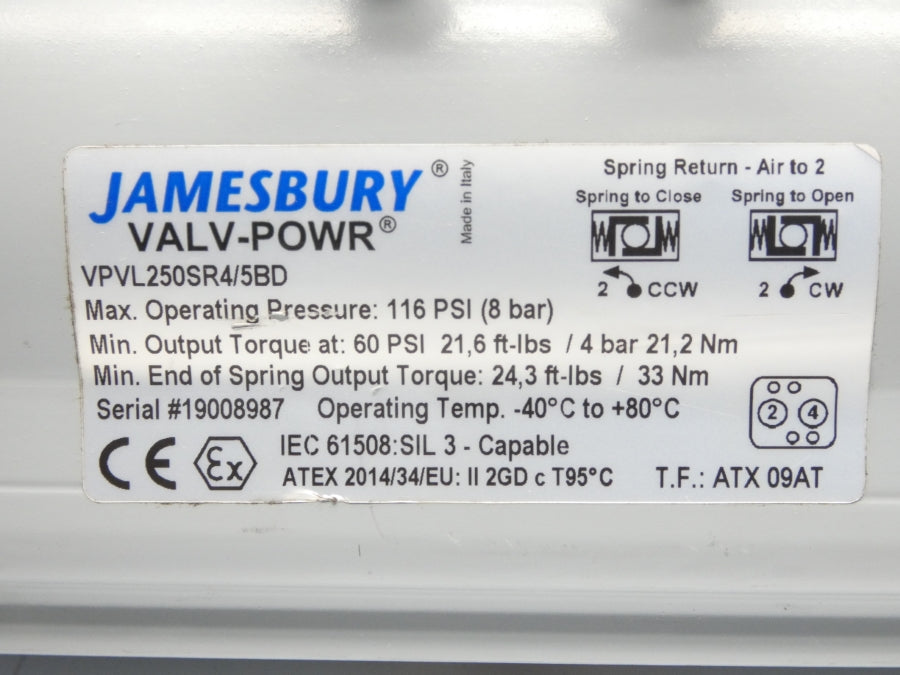 JAMESBURY®
VALV-POWR®
Made in Italy
VPVL250SR4/5BD
Spring Return - Air to 2
Spring to Close Spring to Open
2 CCW 2 CW
Max. Operating Pressure: 116 PSI (8 bar)
Min. Output Torque at: 60 PSI 21,6 ft-lbs / 4 bar 21,2 Nm
Min. End of Spring Output Torque: 24,3 ft-lbs / 33 Nm
Serial #19008987 Operating Temp. -40°C to +80°C
2 4
CE Ex IEC 61508:SIL 3 - Capable
ATEX 2014/34/EU: II 2GD c T95°C T.F.: ATX 09AT